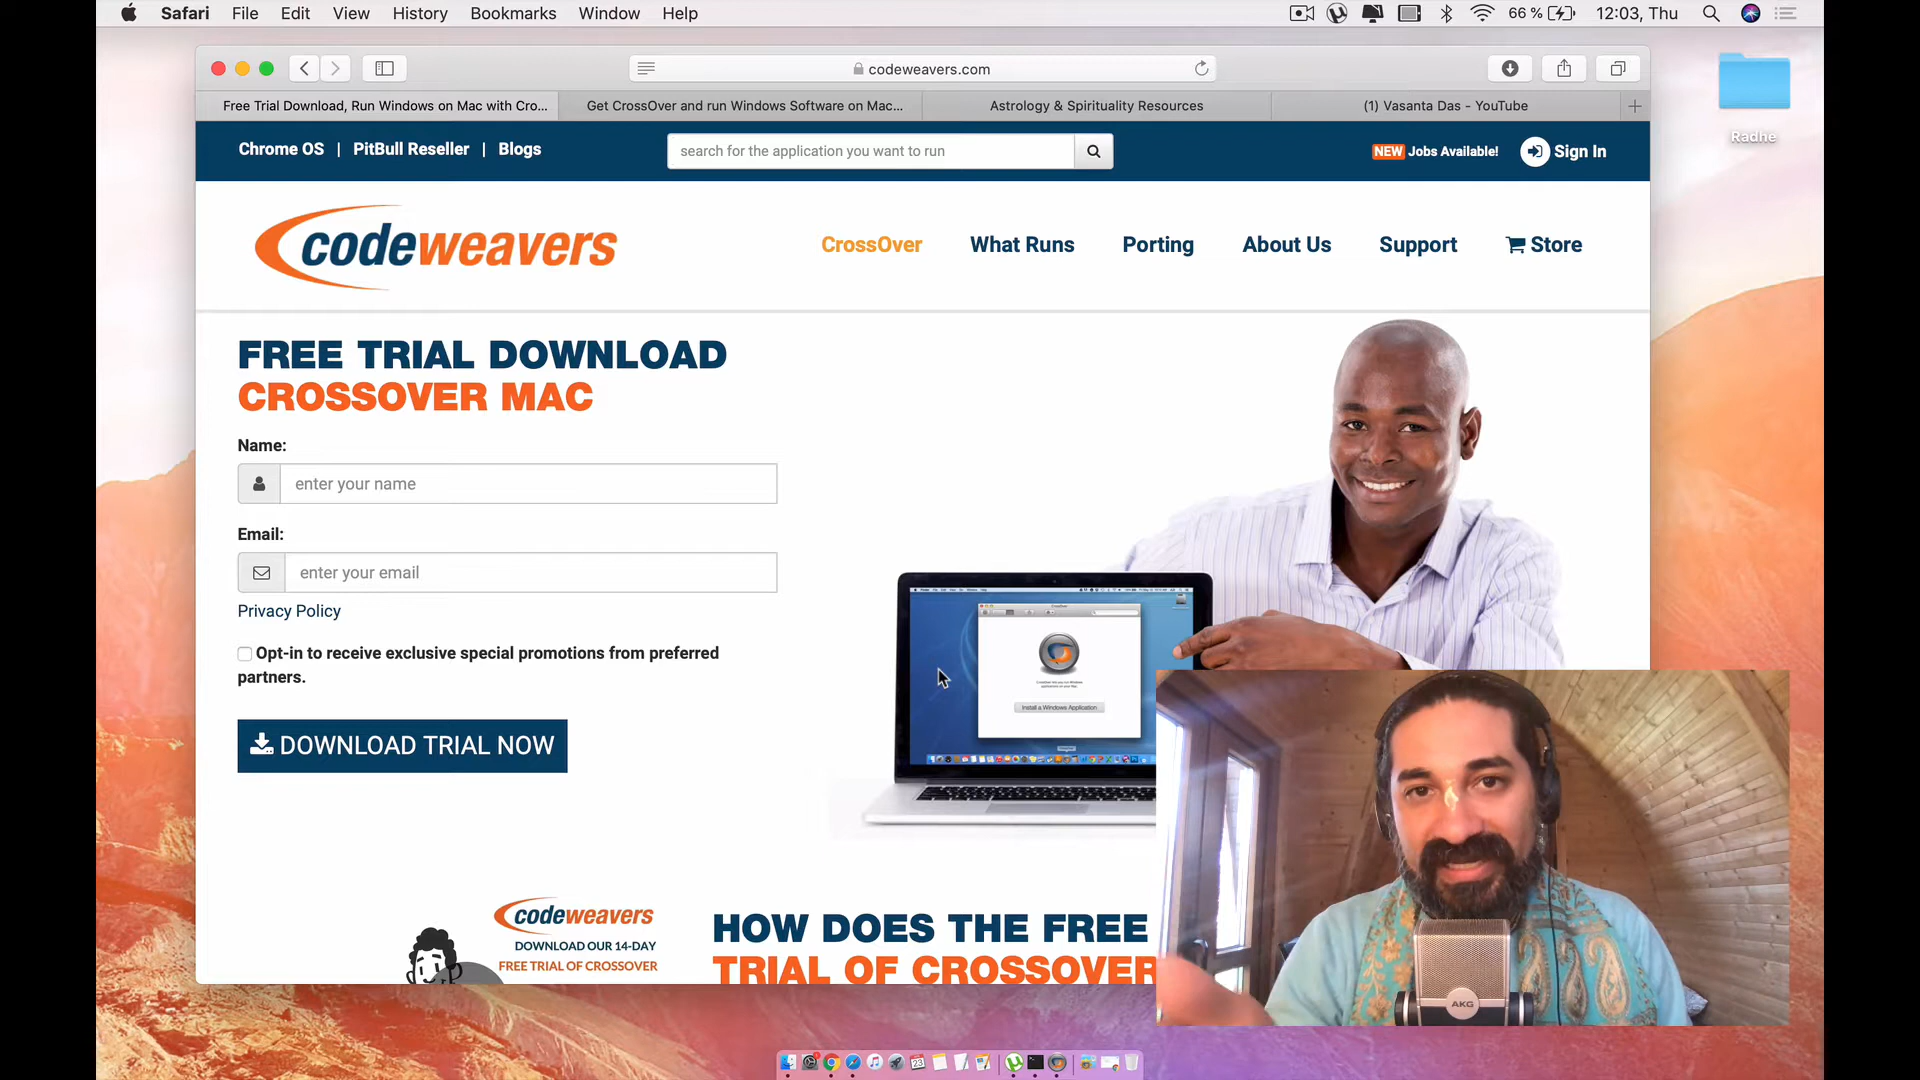 Safari File Edit View History Bookmarks Window Help
66 % 12:03, Thu
codeweavers.com
Free Trial Download, Run Windows on Mac with Cro...
Get CrossOver and run Windows Software on Mac...
Astrology & Spirituality Resources
(1) Vasanta Das - YouTube
Radhe
Chrome OS | PitBull Reseller | Blogs
search for the application you want to run
NEW Jobs Available!
Sign In
codeweavers
CrossOver What Runs Porting About Us Support Store
FREE TRIAL DOWNLOAD
CROSSOVER MAC
Name:
enter your name
Email:
enter your email
Privacy Policy
Opt-in to receive exclusive special promotions from preferred
partners.
DOWNLOAD TRIAL NOW
Install a Windows Application
codeweavers
DOWNLOAD OUR 14-DAY
FREE TRIAL OF CROSSOVER
HOW DOES THE FREE
TRIAL OF CROSSOVER
AKG
23